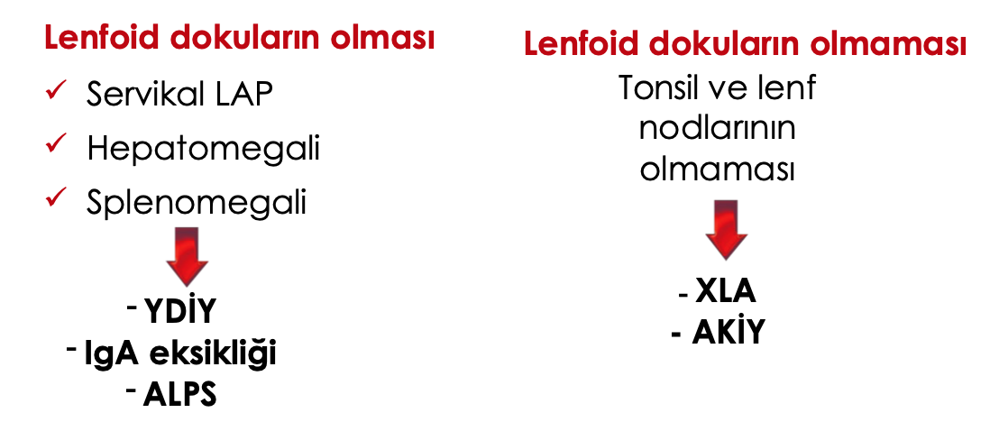 Lenfoid dokuların olması
✓ Servikal LAP
✓ Hepatomegali
✓ Splenomegali
- YDİY
- IgA eksikliği
- ALPS
Lenfoid dokuların olmaması
Tonsil ve lenf
nodlarının
olmaması
- XLA
- AKİY